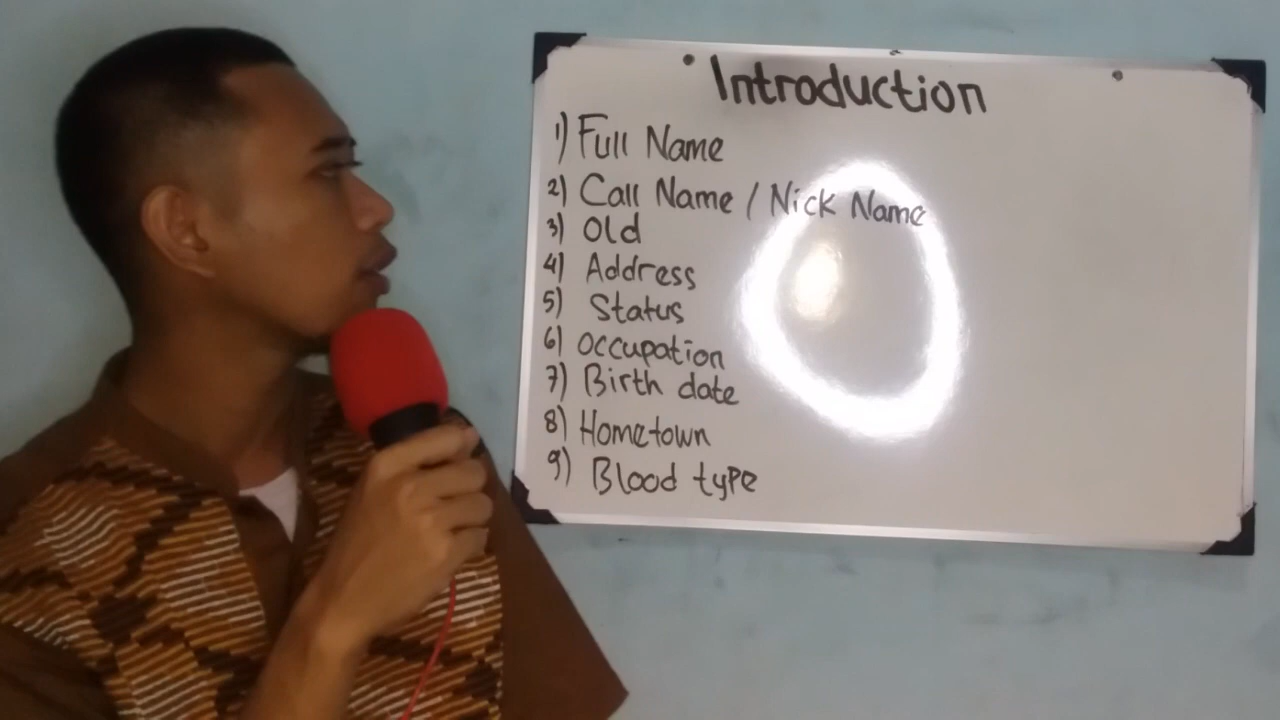 Introduction
1) Full Name
2) Call Name / Nick Name
3) Old
4) Address
5) Status
6) Occupation
7) Birth date
8) Hometown
9) Blood type